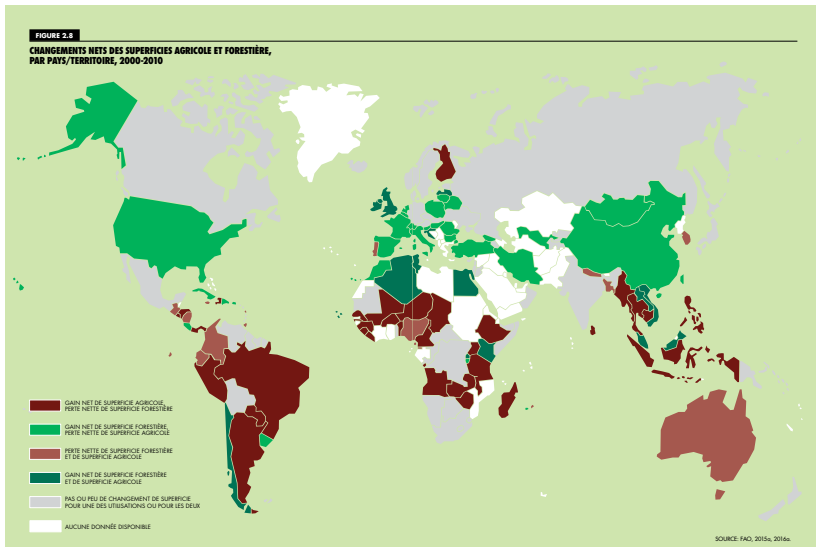 FIGURE 2.8
CHANGEMENTS NETS DES SUPERFICIES AGRICOLE ET FORESTIÈRE,
PAR PAYS/TERRITOIRE, 2000-2010
GAIN NET DE SUPERFICIE AGRICOLE,
PERTE NETTE DE SUPERFICIE FORESTIÈRE
GAIN NET DE SUPERFICIE FORESTIÈRE,
PERTE NETTE DE SUPERFICIE AGRICOLE
PERTE NETTE DE SUPERFICIE FORESTIÈRE
ET DE SUPERFICIE AGRICOLE
GAIN NET DE SUPERFICIE FORESTIÈRE
ET DE SUPERFICIE AGRICOLE
PAS OU PEU DE CHANGEMENT DE SUPERFICIE
POUR UNE DES UTILISATIONS OU POUR LES DEUX
AUCUNE DONNÉE DISPONIBLE
SOURCE: FAO, 2015a, 2016a.